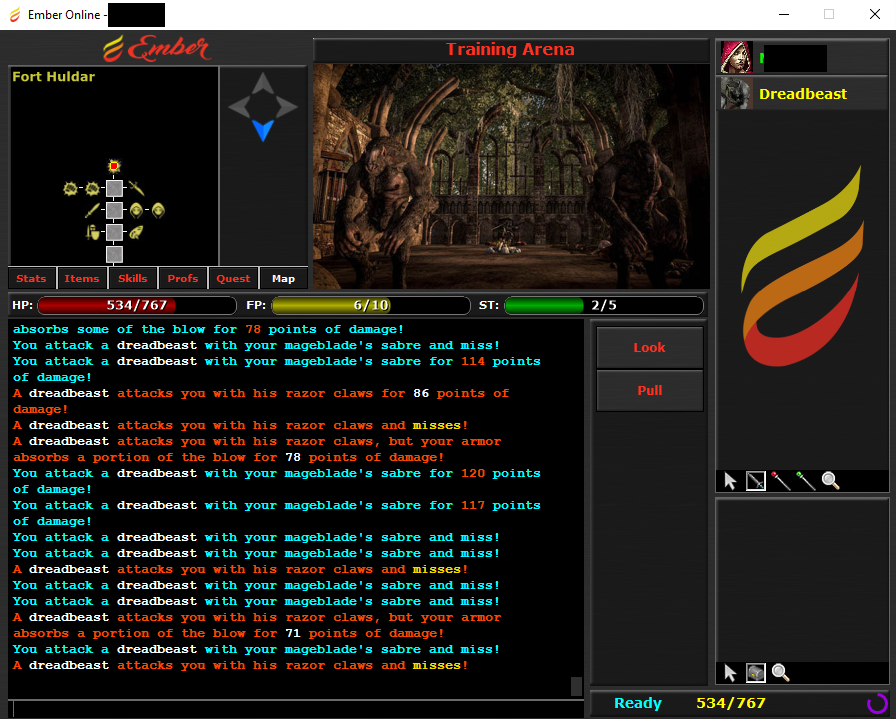 Ember Online -
Ember
Training Arena
Fort Huldar
Dreadbeast
Stats Items Skills Profs Quest Map
HP: 534/767 FP: 6/10 ST: 2/5
absorbs some of the blow for 78 points of damage!
You attack a dreadbeast with your mageblade's sabre and miss!
You attack a dreadbeast with your mageblade's sabre for 114 points
of damage!
A dreadbeast attacks you with his razor claws for 86 points of
damage!
A dreadbeast attacks you with his razor claws and misses!
A dreadbeast attacks you with his razor claws, but your armor
absorbs a portion of the blow for 78 points of damage!
You attack a dreadbeast with your mageblade's sabre for 120 points
of damage!
You attack a dreadbeast with your mageblade's sabre for 117 points
of damage!
You attack a dreadbeast with your mageblade's sabre and miss!
You attack a dreadbeast with your mageblade's sabre and miss!
A dreadbeast attacks you with his razor claws and misses!
You attack a dreadbeast with your mageblade's sabre and miss!
You attack a dreadbeast with your mageblade's sabre and miss!
A dreadbeast attacks you with his razor claws, but your armor
absorbs a portion of the blow for 71 points of damage!
You attack a dreadbeast with your mageblade's sabre and miss!
A dreadbeast attacks you with his razor claws and misses!
Look
Pull
Ready 534/767